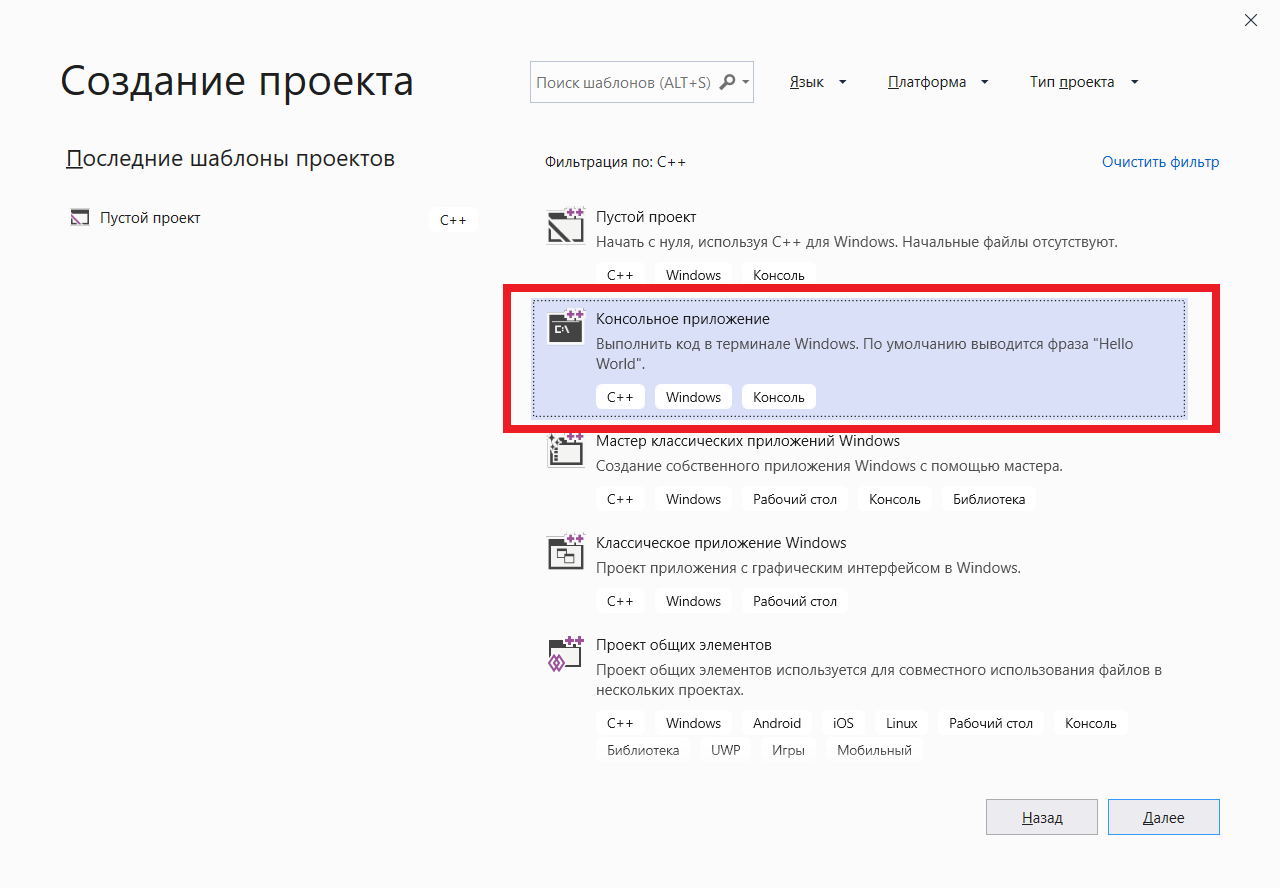 Создание проекта
Поиск шаблонов (ALT+S)
Язык
Платформа
Тип проекта
Последние шаблоны проектов
Пустой проект
C++
Фильтрация по: C++
Очистить фильтр
Пустой проект
Начать с нуля, используя C++ для Windows. Начальные файлы отсутствуют.
C++ Windows Консоль
C:\
Консольное приложение
Выполнить код в терминале Windows. По умолчанию выводится фраза "Hello
World".
C++ Windows Консоль
Мастер классических приложений Windows
Создание собственного приложения Windows с помощью мастера.
C++ Windows Рабочий стол Консоль Библиотека
Классическое приложение Windows
Проект приложения с графическим интерфейсом в Windows.
C++ Windows Рабочий стол
Проект общих элементов
Проект общих элементов используется для совместного использования файлов в
нескольких проектах.
C++ Windows Android iOS Linux Рабочий стол Консоль
Библиотека UWP Игры Мобильный
Назад
Далее